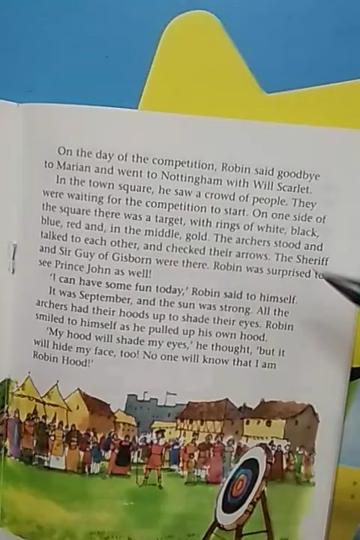 On the day of the competition, Robin said goodbye
to Marian and went to Nottingham with Will Scarlet.
In the town square, he saw a crowd of people. They
were waiting for the competition to start. On one side of
the square there was a target, with rings of white, black,
blue, red and, in the middle, gold. The archers stood and
talked to each other, and checked their arrows. The Sheriff
and Sir Guy of Gisborn were there. Robin was surprised to
see Prince John as well!
'I can have some fun today,' Robin said to himself.
It was September, and the sun was strong. All the
archers had their hoods up to shade their eyes. Robin
smiled to himself as he pulled up his own hood.
'My hood will shade my eyes,' he thought, 'but it
will hide my face, too! No one will know that I am
Robin Hood!'